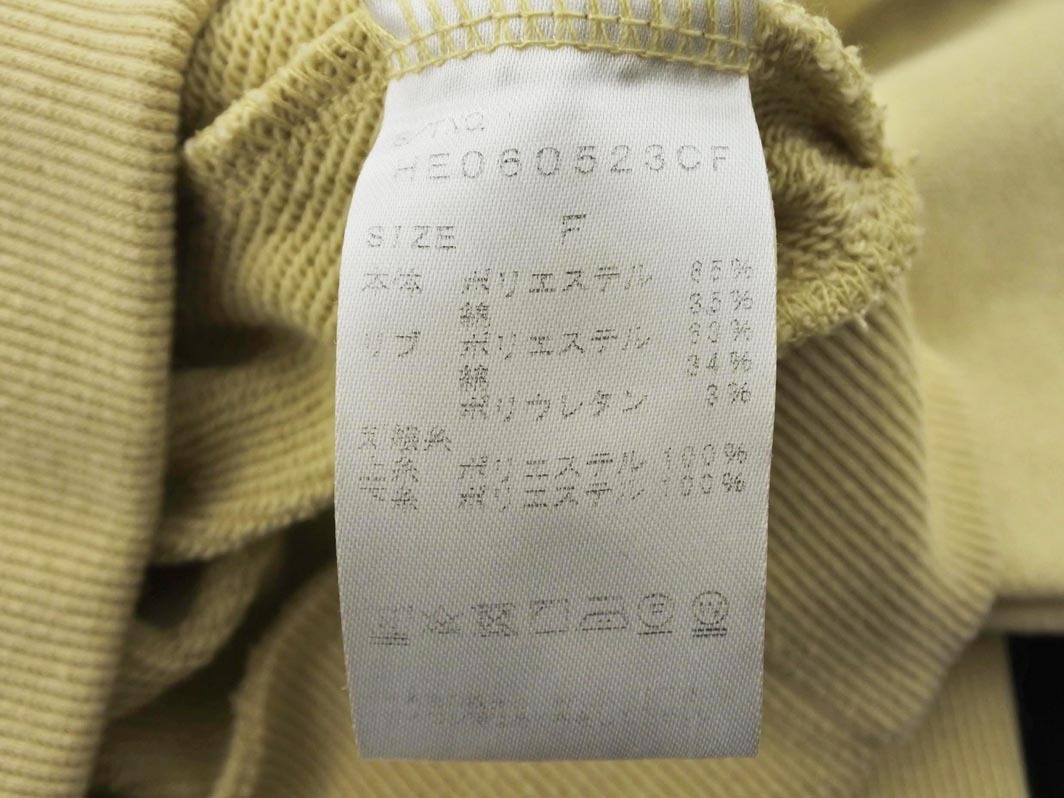 HE060523CF
SIZE F
本体 ポリエステル 65%
綿 35%
リブ ポリエステル 63%
綿 34%
ポリウレタン 3%
刺繍糸
上糸 ポリエステル 100%
下糸 ポリエステル 100%